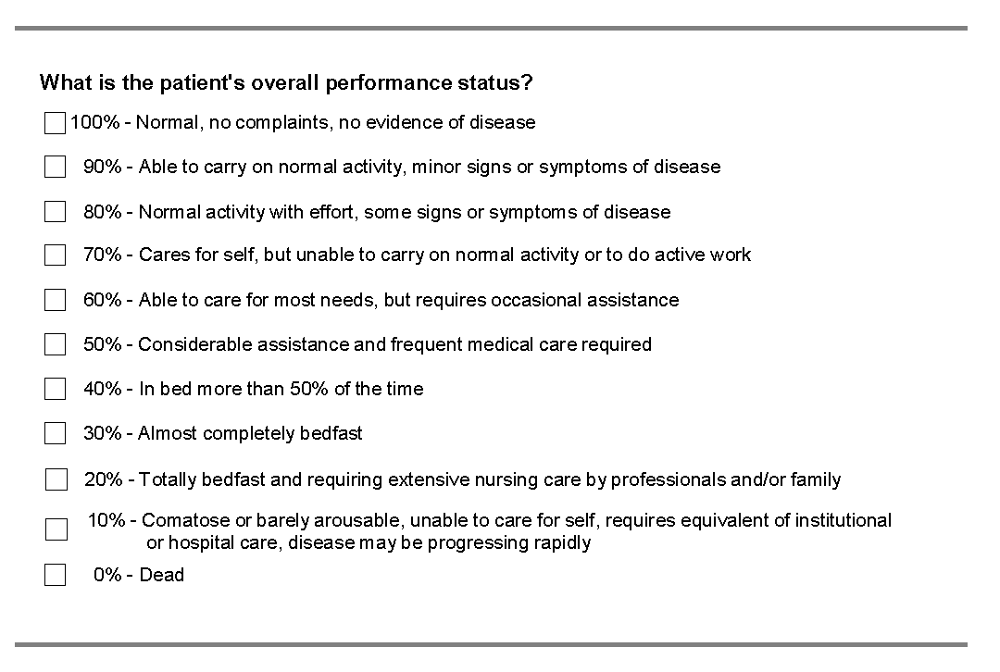 What is the patient's overall performance status?
100% - Normal, no complaints, no evidence of disease
90% - Able to carry on normal activity, minor signs or symptoms of disease
80% - Normal activity with effort, some signs or symptoms of disease
70% - Cares for self, but unable to carry on normal activity or to do active work
60% - Able to care for most needs, but requires occasional assistance
50% - Considerable assistance and frequent medical care required
40% - In bed more than 50% of the time
30% - Almost completely bedfast
20% - Totally bedfast and requiring extensive nursing care by professionals and/or family
10% - Comatose or barely arousable, unable to care for self, requires equivalent of institutional
or hospital care, disease may be progressing rapidly
0% - Dead